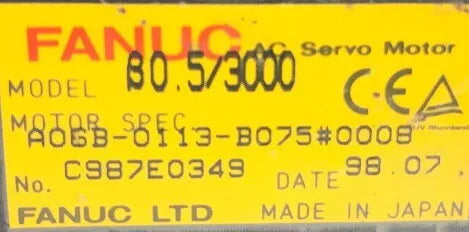 FANUC AC Servo Motor
MODEL β0.5/3000
CE
MOTOR SPEC.
A06B-0113-B075#0008
No. C987E0349 DATE 98.07
FANUC LTD MADE IN JAPAN